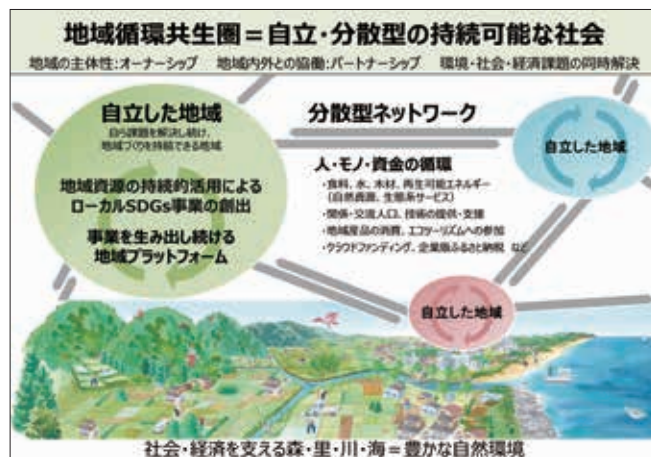 地域循環共生圏＝自立・分散型の持続可能な社会
地域の主体性：オーナーシップ　地域内外との協働：パートナーシップ　環境・社会・経済課題の同時解決
自立した地域
自ら課題を解決し続け、
地域づくりを持続できる地域
地域資源の持続的活用による
ローカルSDGs事業の創出
事業を生み出し続ける
地域プラットフォーム
分散型ネットワーク
人・モノ・資金の循環
・食料、水、木材、再生可能エネルギー
（自然資源、生態系サービス）
・関係・交流人口、技術の提供・支援
・地域産品の消費、エコツーリズムへの参加
・クラウドファンディング、企業版ふるさと納税 など
自立した地域
自立した地域
社会・経済を支える森・里・川・海＝豊かな自然環境